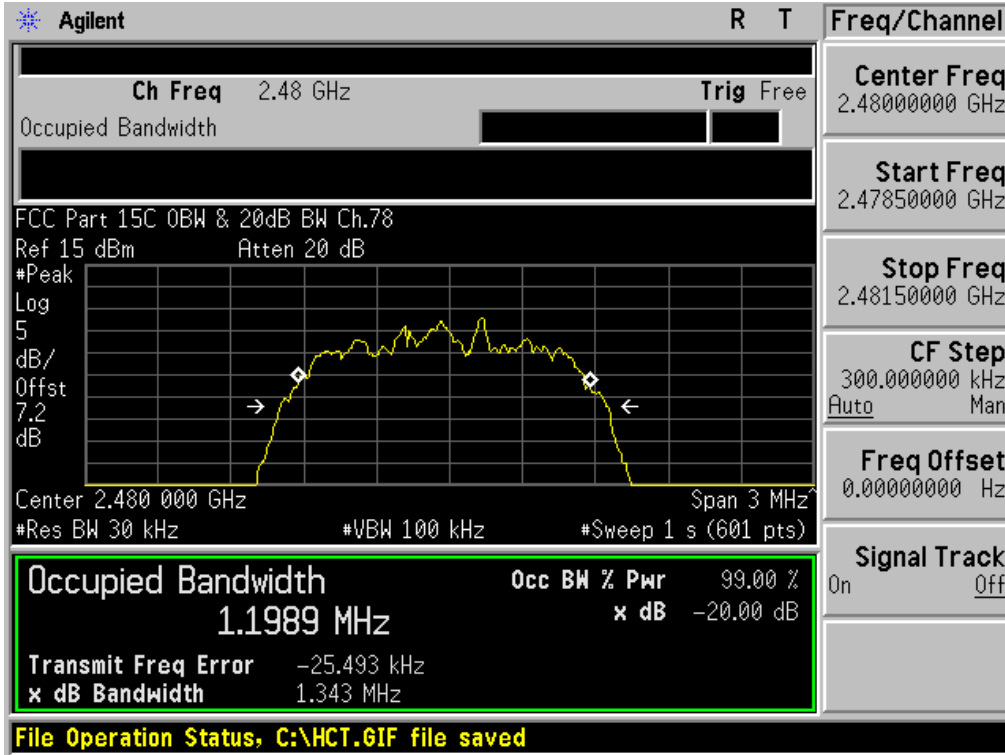 Agilent R T
Ch Freq 2.48 GHz Trig Free
Occupied Bandwidth
FCC Part 15C OBW & 20dB BW Ch.78
Ref 15 dBm Atten 20 dB
#Peak
Log
5
dB/
Offst
7.2
dB
Center 2.480 000 GHz Span 3 MHz^
#Res BW 30 kHz #VBW 100 kHz #Sweep 1 s (601 pts)
Occupied Bandwidth
1.1989 MHz
Occ BW % Pwr 99.00 %
x dB -20.00 dB
Transmit Freq Error -25.493 kHz
x dB Bandwidth 1.343 MHz
File Operation Status, C:\HCT.GIF file saved
Freq/Channel
Center Freq
2.48000000 GHz
Start Freq
2.47850000 GHz
Stop Freq
2.48150000 GHz
CF Step
300.000000 kHz
Auto Man
Freq Offset
0.00000000 Hz
Signal Track
On Off